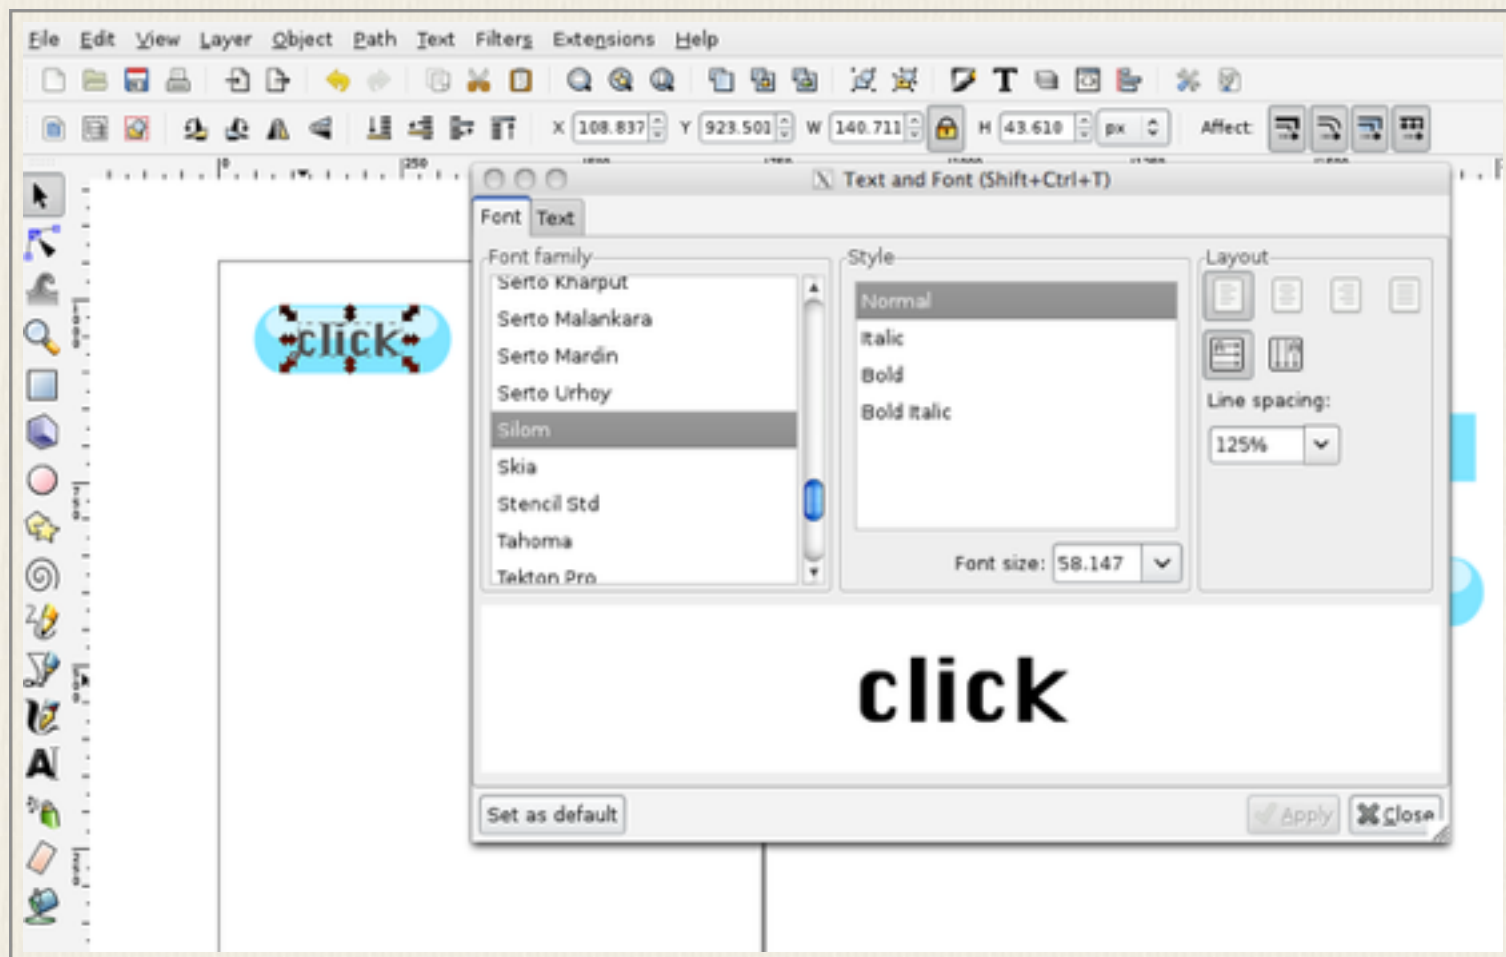 File Edit View Layer Object Path Text Filters Extensions Help
X 108.837 Y 923.501 W 140.711 H 43.610 px Affect:
0 250
Text and Font (Shift+Ctrl+T)
Font Text
Font family Style Layout
Serto Kharput
Serto Malankara
Serto Mardin
Serto Urhoy
Silom
Skia
Stencil Std
Tahoma
Tekton Pro
Normal
Italic
Bold
Bold Italic
Font size: 58.147
Line spacing:
125%
click
click
Set as default Apply Close